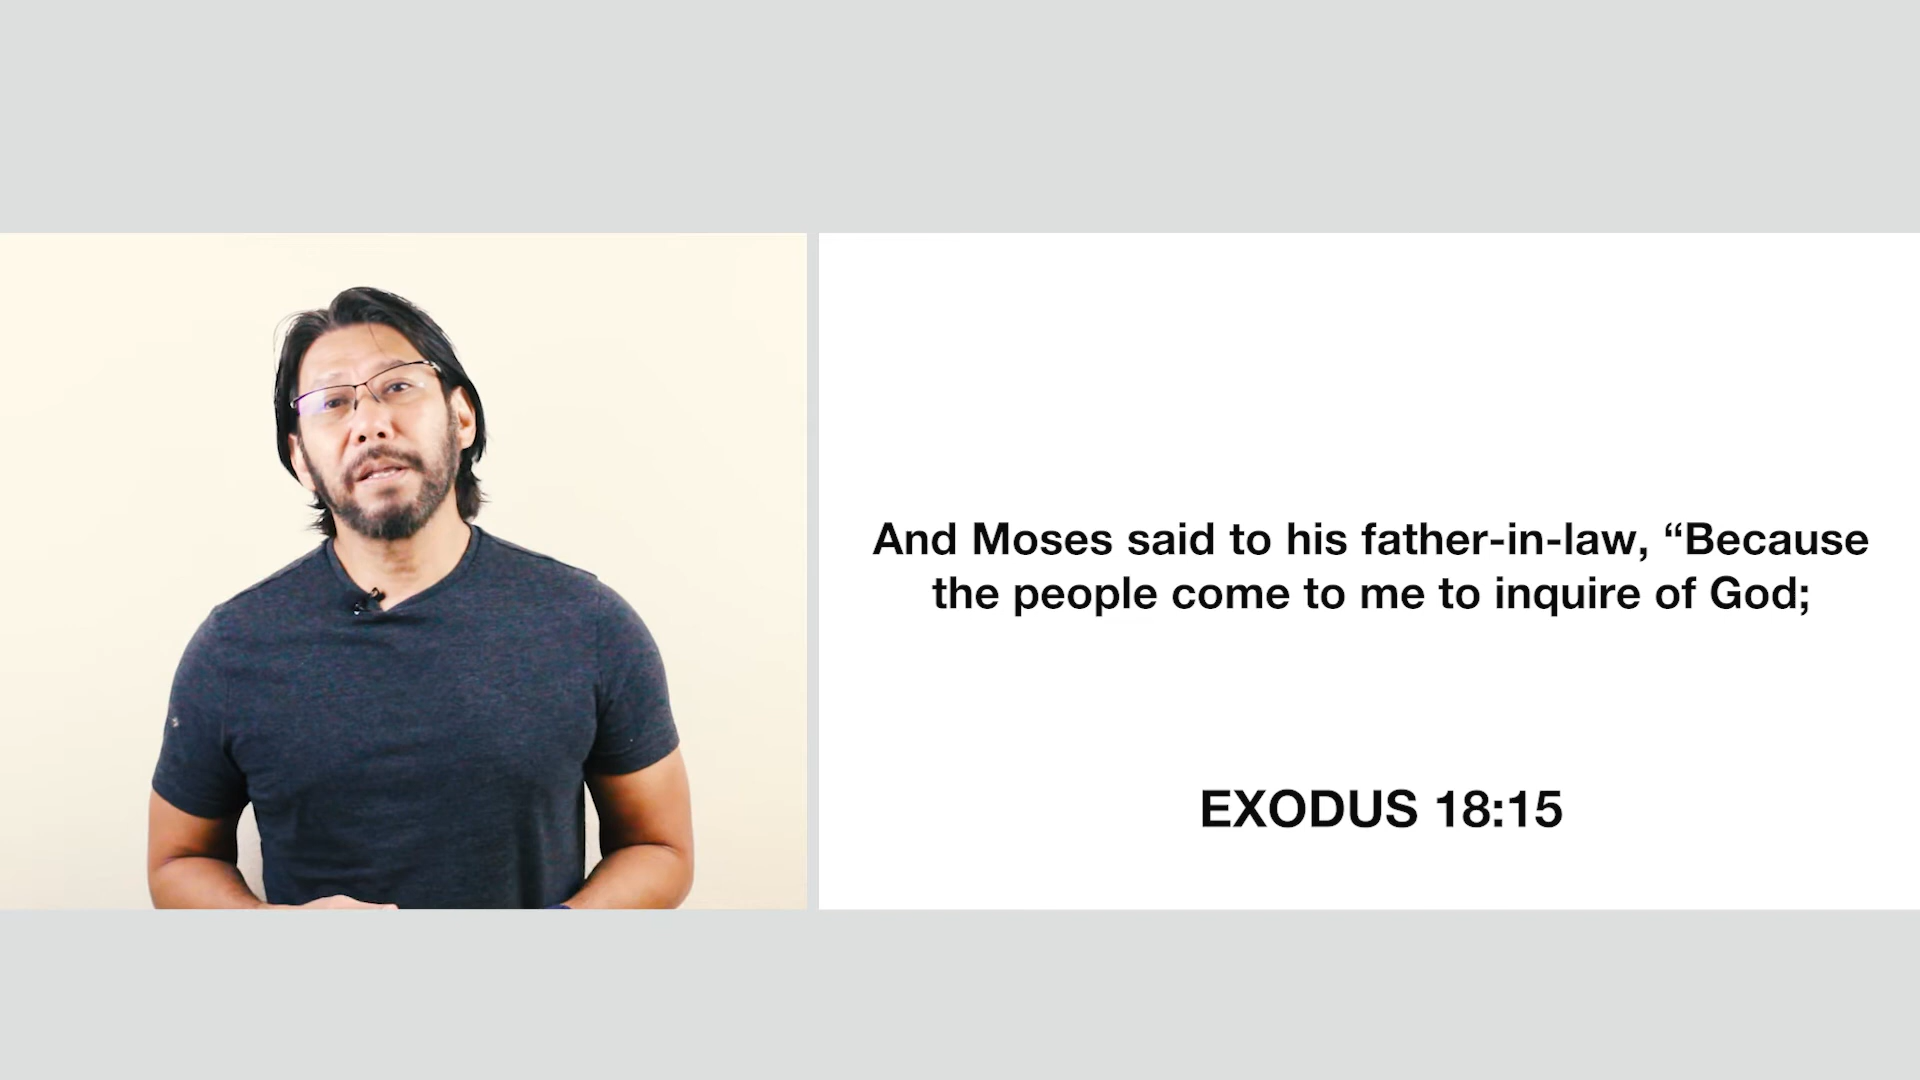 And Moses said to his father-in-law, “Because
the people come to me to inquire of God;
EXODUS 18:15